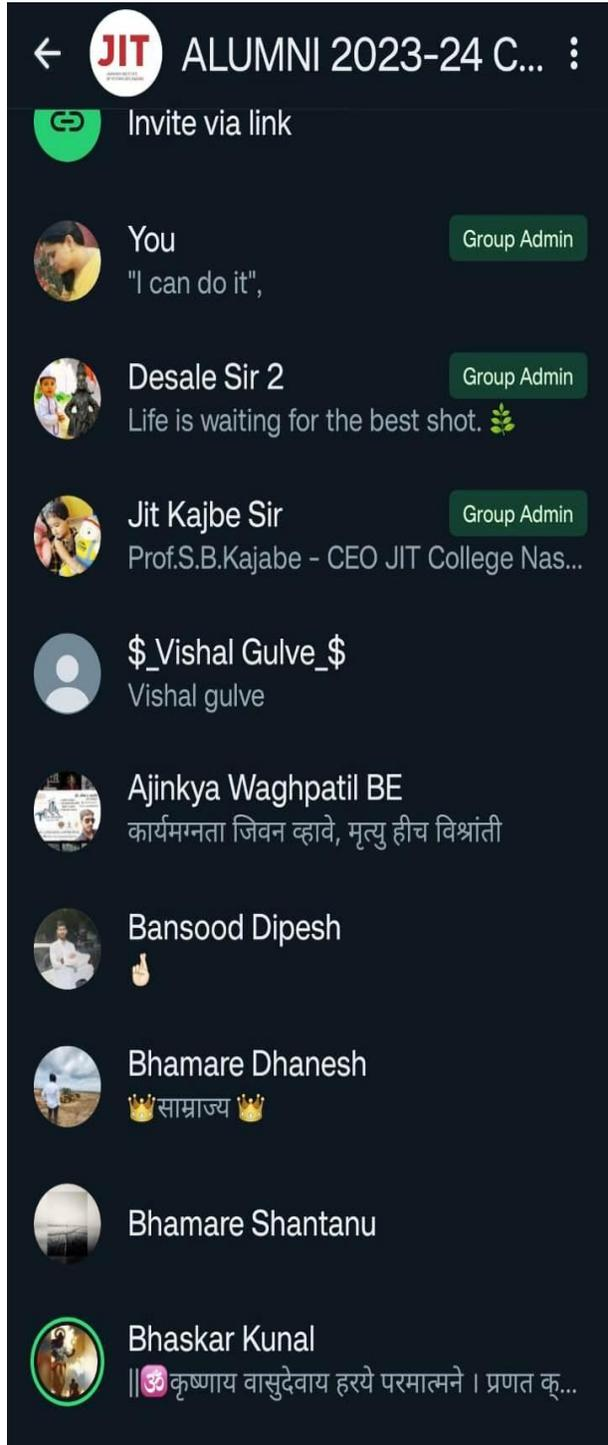 JIT
ALUMNI 2023-24 C...
Invite via link
You
Group Admin
"I can do it",
Desale Sir 2
Group Admin
Life is waiting for the best shot. 🌿
Jit Kajbe Sir
Group Admin
Prof.S.B.Kajabe - CEO JIT College Nas...
$_Vishal Gulve_$
Vishal gulve
Ajinkya Waghpatil BE
कार्यमग्नता जिवन व्हावे, मृत्यु हीच विश्रांती
Bansood Dipesh
🤞🏻
Bhamare Dhanesh
👑साम्राज्य 👑
Bhamare Shantanu
Bhaskar Kunal
||🕉कृष्णाय वासुदेवाय हरये परमात्मने । प्रणत क्...